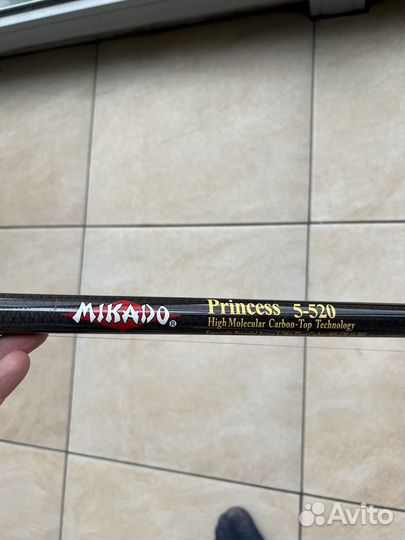 MIKADO®
Princess 5-520
High Molecular Carbon-Top Technology
Avito